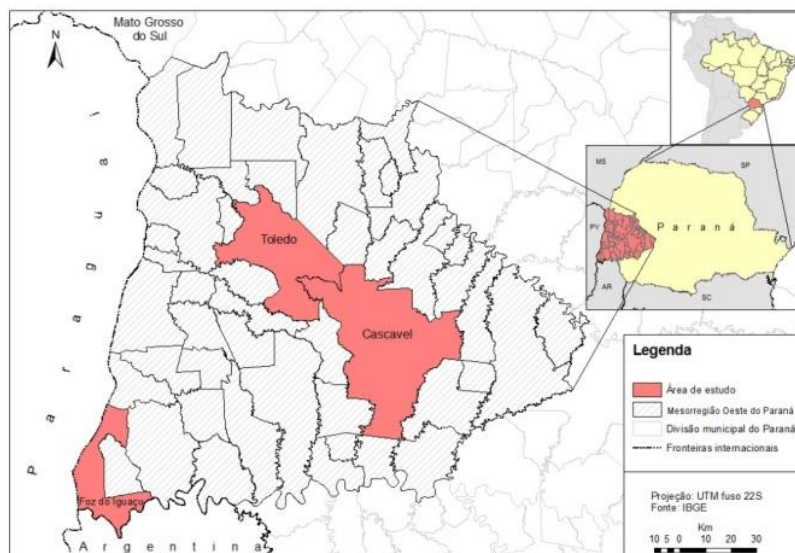 Mato Grosso
do Sul
N
Paraguai
Toledo
Cascavel
Foz do Iguaçu
Argentina
MS
SP
PY
Paraná
AR
SC
Legenda
Área de estudo
Mesorregião Oeste do Paraná
Divisão municipal do Paraná
Fronteiras internacionais
Projeção: UTM fuso 22S
Fonte: IBGE
Km
10 5 0 10 20 30